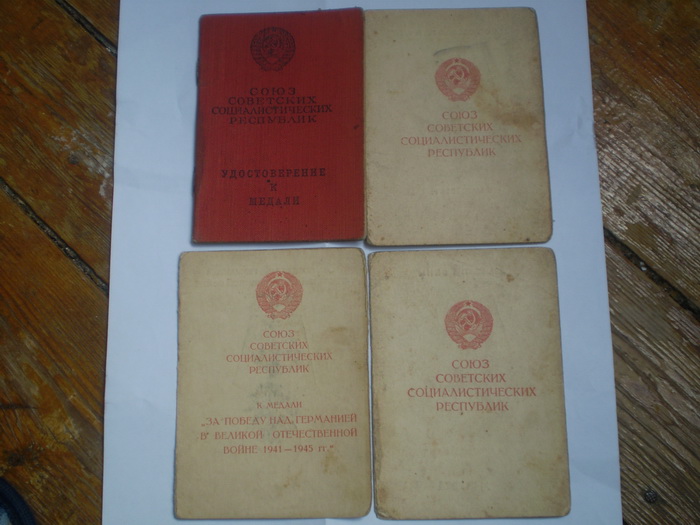 СОЮЗ
СОВЕТСКИХ
СОЦИАЛИСТИЧЕСКИХ
РЕСПУБЛИК
УДОСТОВЕРЕНИЕ
К
МЕДАЛИ
СОЮЗ
СОВЕТСКИХ
СОЦИАЛИСТИЧЕСКИХ
РЕСПУБЛИК
СОЮЗ
СОВЕТСКИХ
СОЦИАЛИСТИЧЕСКИХ
РЕСПУБЛИК
К МЕДАЛИ
„ЗА ПОБЕДУ НАД ГЕРМАНИЕЙ
В ВЕЛИКОЙ ОТЕЧЕСТВЕННОЙ
ВОЙНЕ 1941—1945 гг."
СОЮЗ
СОВЕТСКИХ
СОЦИАЛИСТИЧЕСКИХ
РЕСПУБЛИК